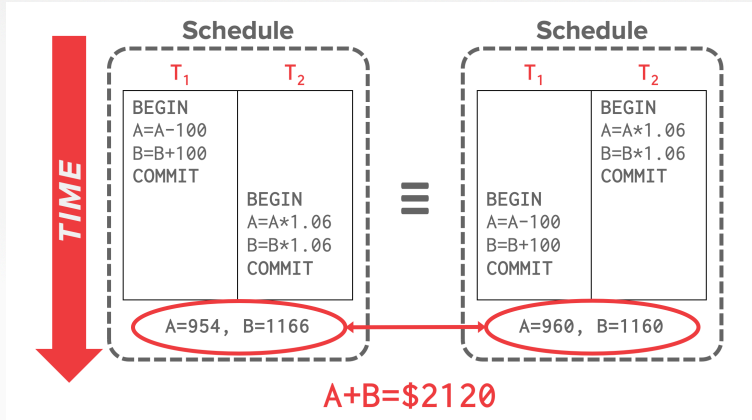 Schedule
T1 T2
BEGIN
A=A-100
B=B+100
COMMIT
BEGIN
A=A*1.06
B=B*1.06
COMMIT
A=954, B=1166
≡
Schedule
T1 T2
BEGIN
A=A*1.06
B=B*1.06
COMMIT
BEGIN
A=A-100
B=B+100
COMMIT
A=960, B=1160
TIME
A+B=$2120